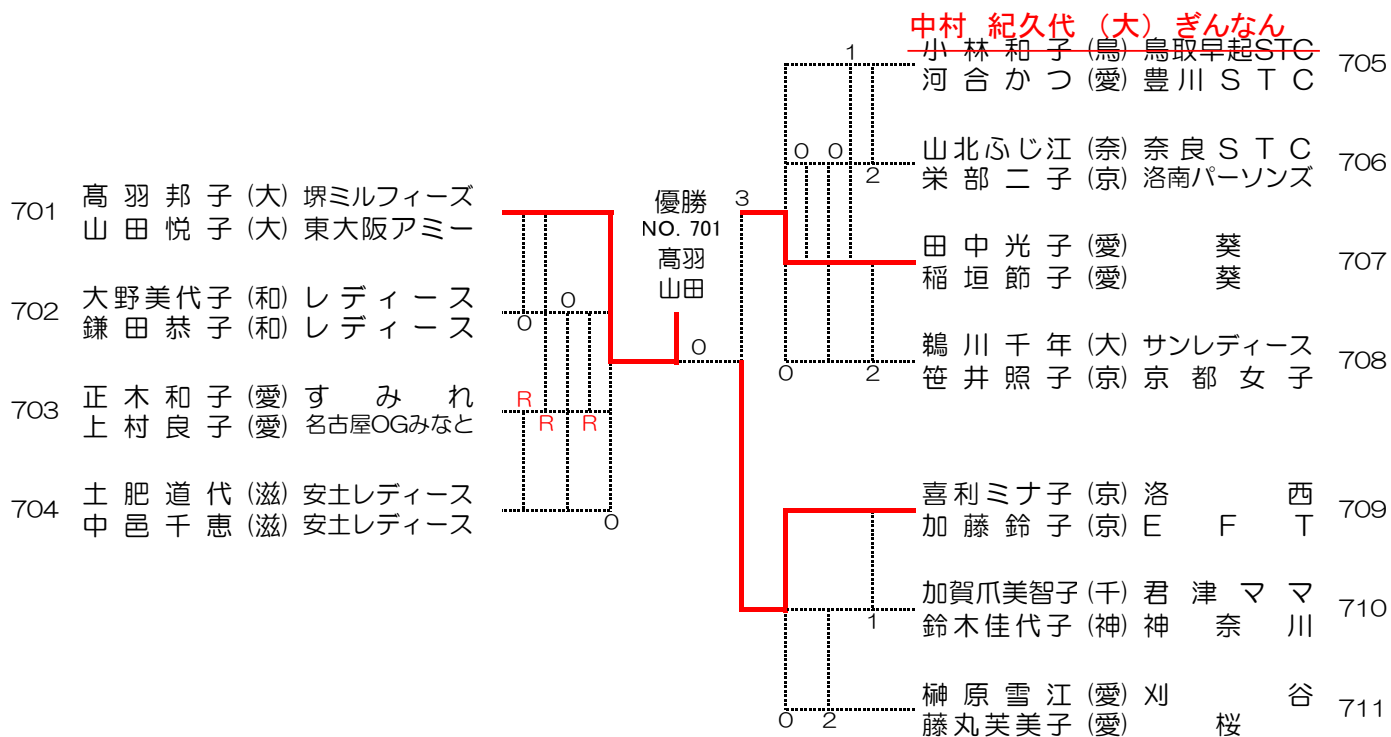 701
髙羽邦子 (大) 堺ミルフィーズ
山田悦子 (大) 東大阪アミー
702
大野美代子 (和) レディース
鎌田恭子 (和) レディース
0
0
703
正木和子 (愛) すみれ
上村良子 (愛) 名古屋OGみなと
R
R
R
704
土肥道代 (滋) 安土レディース
中邑千恵 (滋) 安土レディース
0
優勝
NO. 701
髙羽
山田
0
3
中村 紀久代 (大) ぎんなん
小林和子 (鳥) 鳥取早起STC
河合かつ (愛) 豊川STC
705
1
山北ふじ江 (奈) 奈良STC
栄部二子 (京) 洛南パーソンズ
706
0 0
2
田中光子 (愛) 葵
稲垣節子 (愛) 葵
707
鵜川千年 (大) サンレディース
笹井照子 (京) 京都女子
708
0 2
喜利ミナ子 (京) 洛西
加藤鈴子 (京) EFT
709
加賀爪美智子 (千) 君津ママ
鈴木佳代子 (神) 神奈川
710
1
榊原雪江 (愛) 刈谷
藤丸芙美子 (愛) 桜
711
0 2